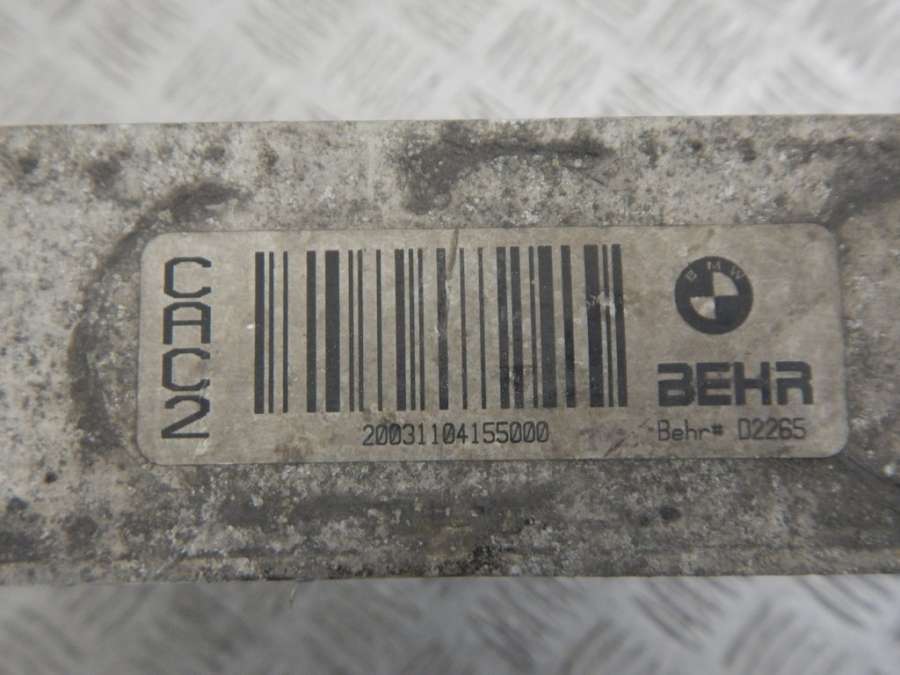 CAC2
20031104155000
BMW
BEHR
Behr# D2265